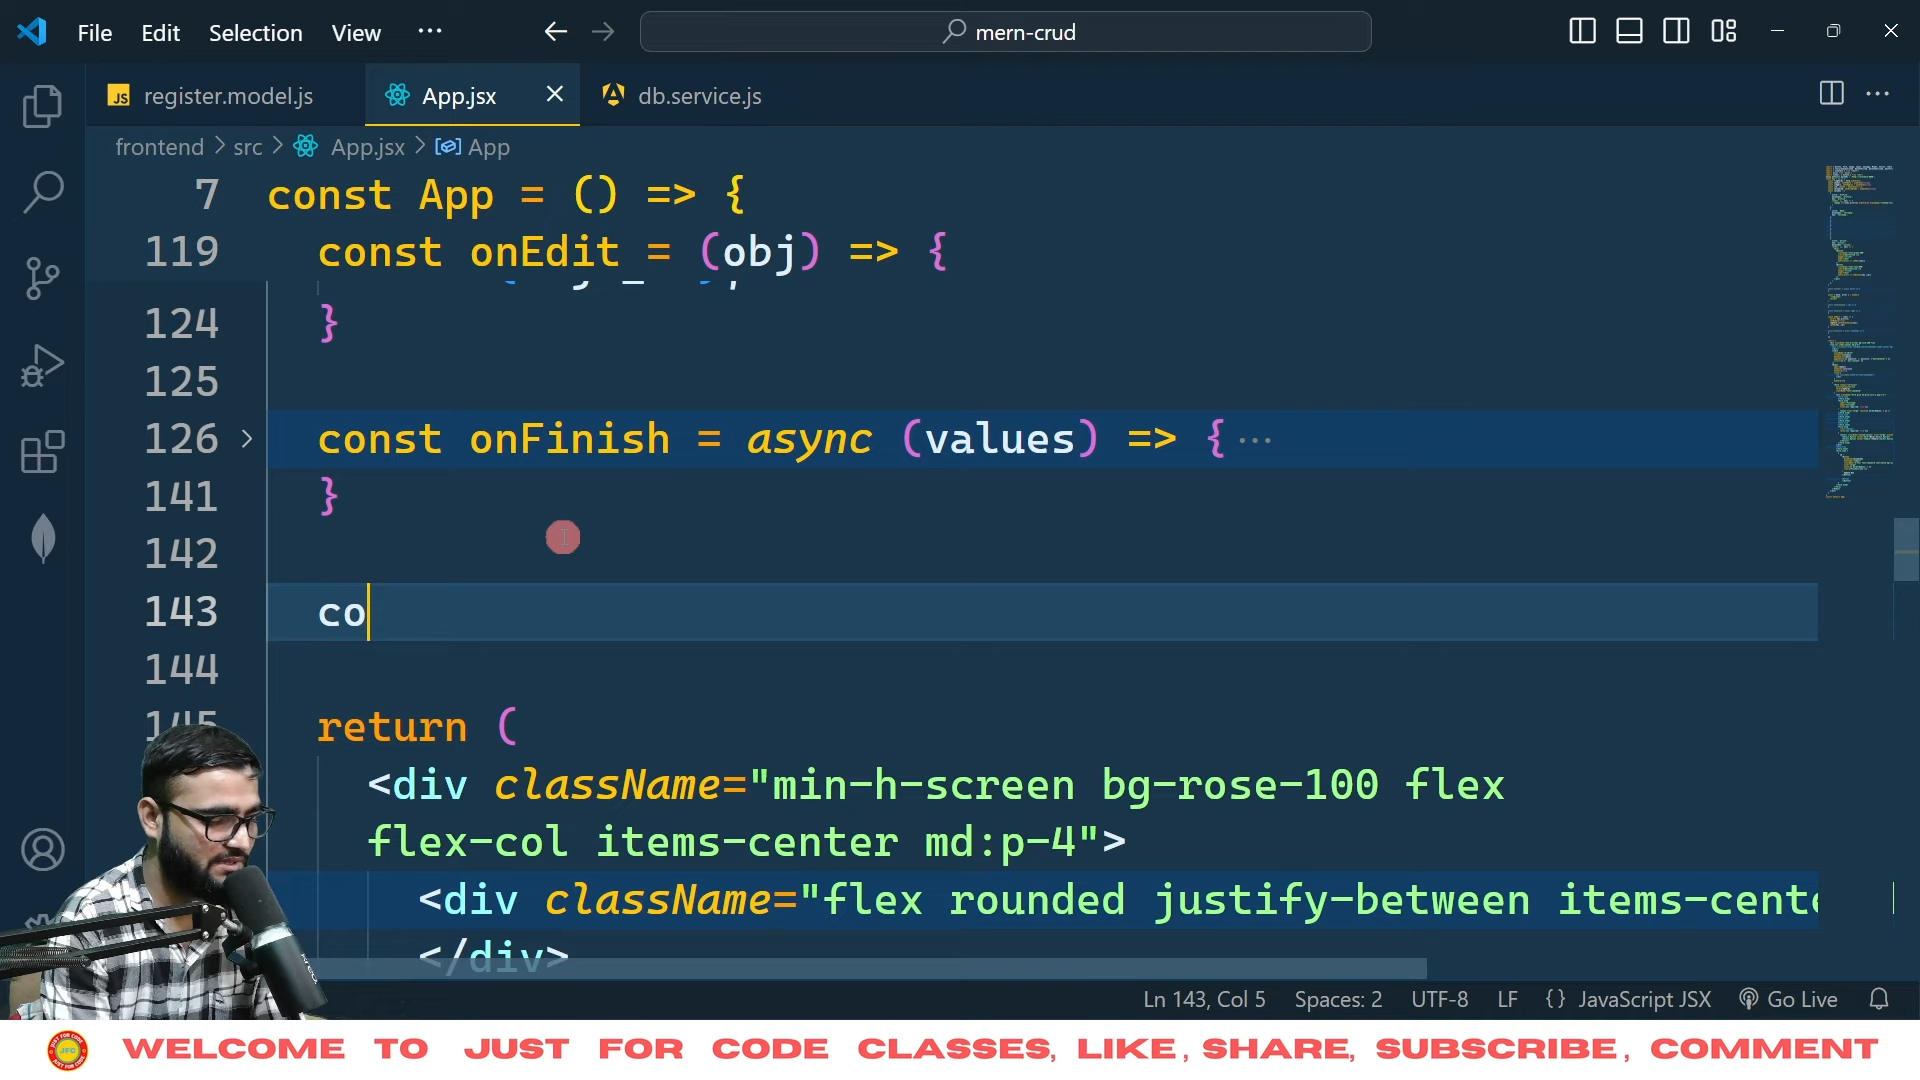 File Edit Selection View ··· mern-crud
register.model.js App.jsx db.service.js
frontend > src > App.jsx > App
7 const App = () => {
119 const onEdit = (obj) => {
124 }
125
126 const onFinish = async (values) => {···
141 }
142
143 co
144
145 return (
<div className="min-h-screen bg-rose-100 flex
flex-col items-center md:p-4">
<div className="flex rounded justify-between items-cente
</div>
Ln 143, Col 5 Spaces: 2 UTF-8 LF {} JavaScript JSX Go Live
JFC WELCOME TO JUST FOR CODE CLASSES, LIKE, SHARE, SUBSCRIBE, COMMENT